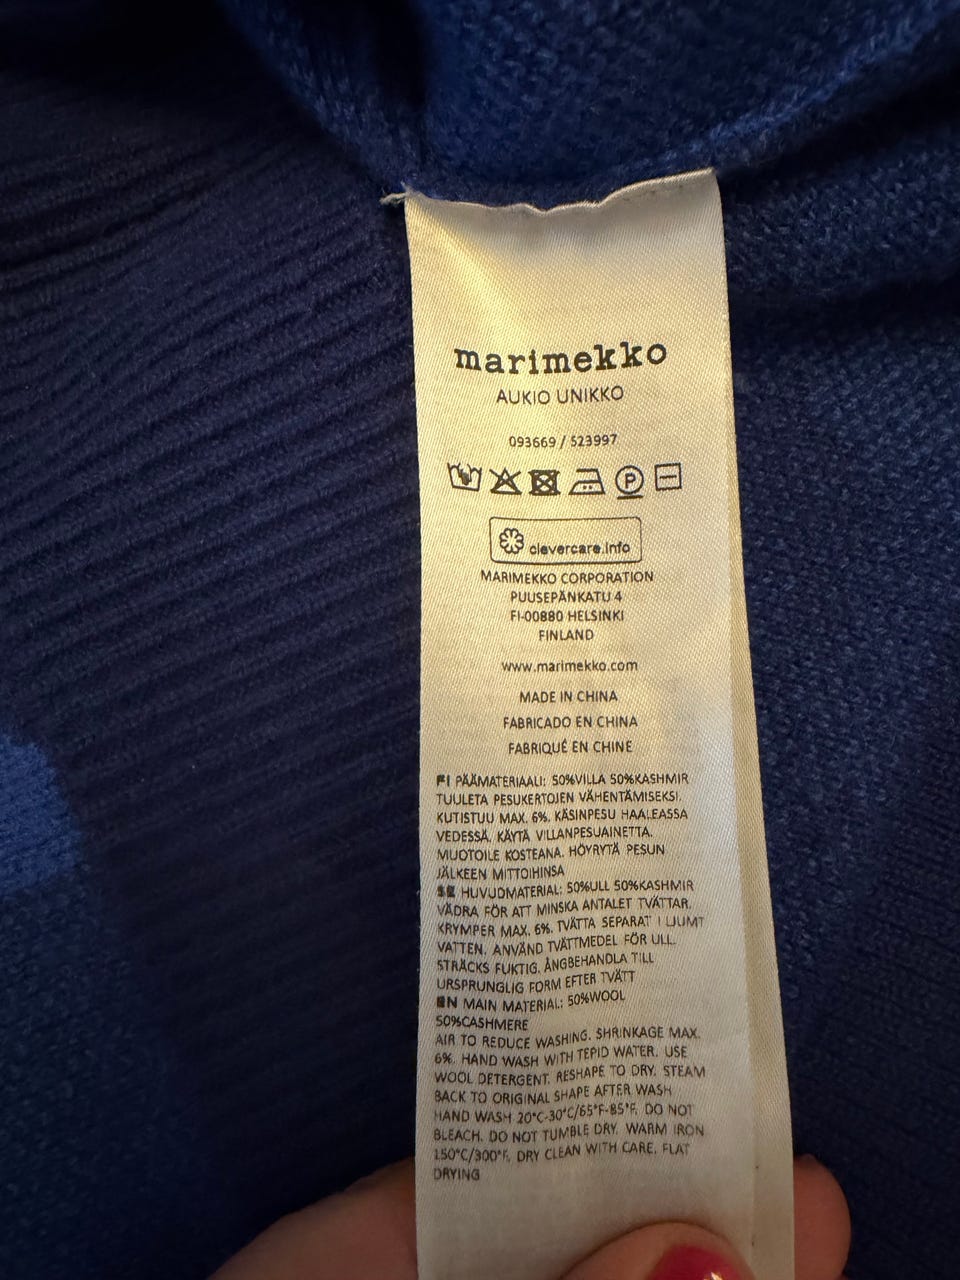 marimekko
AUKIO UNIKKO
093669 / 523997
P
clevercare.info
MARIMEKKO CORPORATION
PUUSEPÄNKATU 4
FI-00880 HELSINKI
FINLAND
www.marimekko.com
MADE IN CHINA
FABRICADO EN CHINA
FABRIQUÉ EN CHINE
FI PÄÄMATERIAALI: 50%VILLA 50%KASHMIR
TUULETA PESUKERTOJEN VÄHENTÄMISEKSI.
KUTISTUU MAX. 6%. KÄSINPESU HAALEASSA
VEDESSÄ. KÄYTÄ VILLANPESUAINETTA.
MUOTOILE KOSTEANA. HÖYRYTÄ PESUN
JÄLKEEN MITTOIHINSA
SE HUVUDMATERIAL: 50%ULL 50%KASHMIR
VÄDRA FÖR ATT MINSKA ANTALET TVÄTTAR.
KRYMPER MAX. 6%. TVÄTTA SEPARAT I LJUMT
VATTEN. ANVÄND TVÄTTMEDEL FÖR ULL.
STRÄCKS FUKTIG. ÅNGBEHANDLA TILL
URSPRUNGLIG FORM EFTER TVÄTT
EN MAIN MATERIAL: 50%WOOL
50%CASHMERE
AIR TO REDUCE WASHING. SHRINKAGE MAX.
6%. HAND WASH WITH TEPID WATER. USE
WOOL DETERGENT. RESHAPE TO DRY. STEAM
BACK TO ORIGINAL SHAPE AFTER WASH
HAND WASH 20°C-30°C/65°F-85°F. DO NOT
BLEACH. DO NOT TUMBLE DRY. WARM IRON
150°C/300°F. DRY CLEAN WITH CARE. FLAT
DRYING